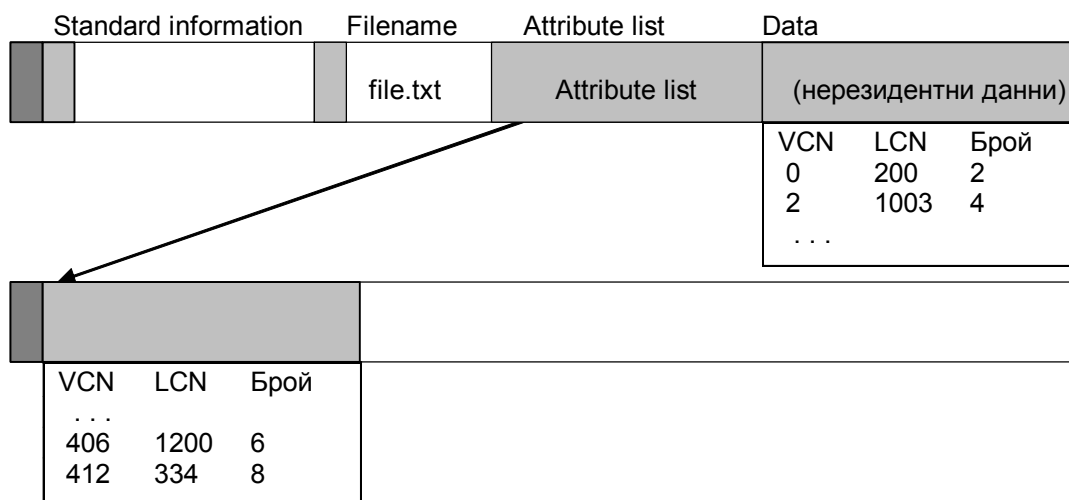 Standard information Filename Attribute list Data
file.txt Attribute list (нерезидентни данни)
VCN LCN Брой
0 200 2
2 1003 4
. . .
VCN LCN Брой
. . .
406 1200 6
412 334 8